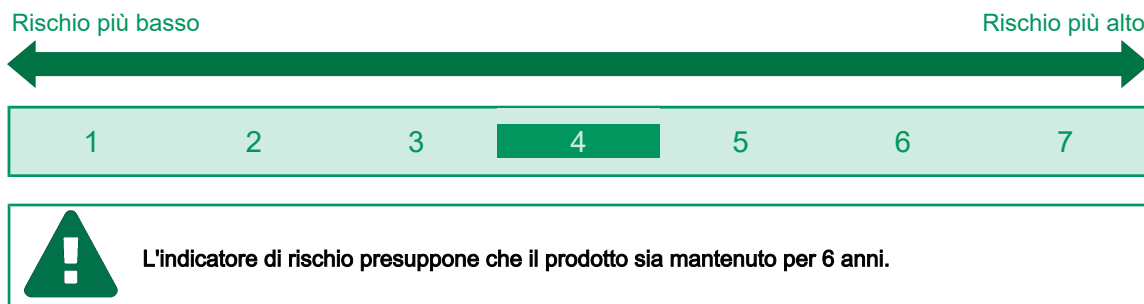 Rischio più basso Rischio più alto
1 2 3 4 5 6 7
L'indicatore di rischio presuppone che il prodotto sia mantenuto per 6 anni.